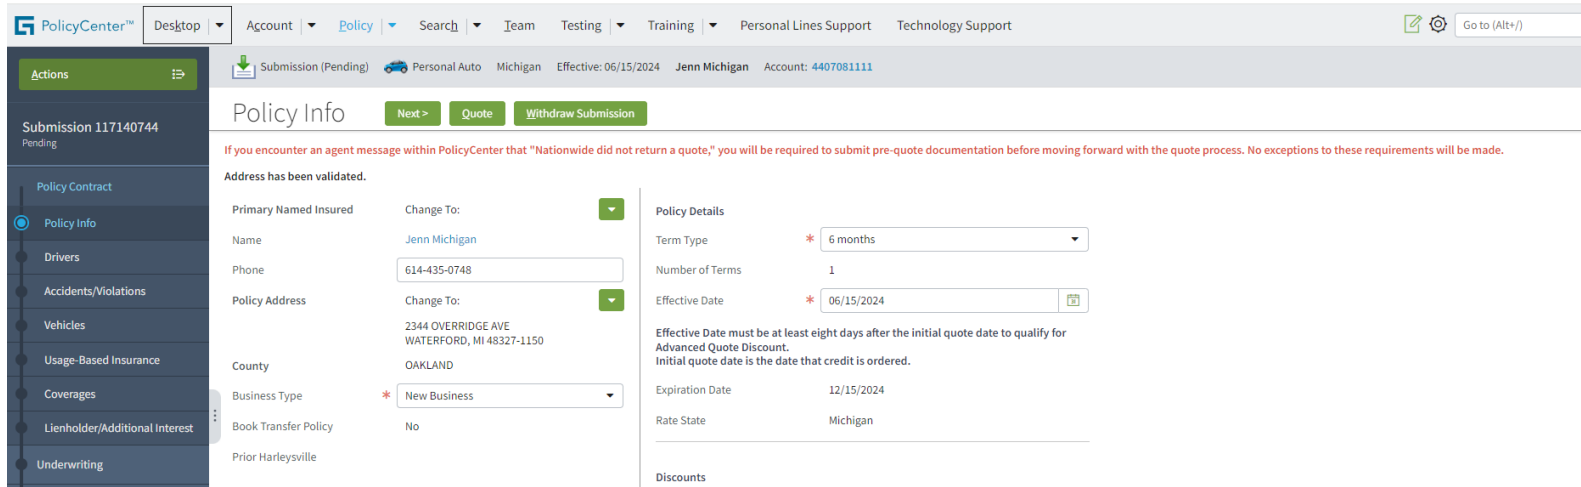 PolicyCenter™ Desktop Account Policy Search Team Testing Training Personal Lines Support Technology Support Go to (Alt+/)
Actions
Submission (Pending) Personal Auto Michigan Effective: 06/15/2024 Jenn Michigan Account: 4407081111
Submission 117140744
Pending
Policy Contract
Policy Info
Drivers
Accidents/Violations
Vehicles
Usage-Based Insurance
Coverages
Lienholder/Additional Interest
Underwriting
Policy Info Next > Quote Withdraw Submission
If you encounter an agent message within PolicyCenter that "Nationwide did not return a quote," you will be required to submit pre-quote documentation before moving forward with the quote process. No exceptions to these requirements will be made.
Address has been validated.
Primary Named Insured Change To:
Name Jenn Michigan
Phone 614-435-0748
Policy Address Change To:
2344 OVERRIDGE AVE
WATERFORD, MI 48327-1150
County OAKLAND
Business Type * New Business
Book Transfer Policy No
Prior Harleysville
Policy Details
Term Type * 6 months
Number of Terms 1
Effective Date * 06/15/2024
Effective Date must be at least eight days after the initial quote date to qualify for
Advanced Quote Discount.
Initial quote date is the date that credit is ordered.
Expiration Date 12/15/2024
Rate State Michigan
Discounts